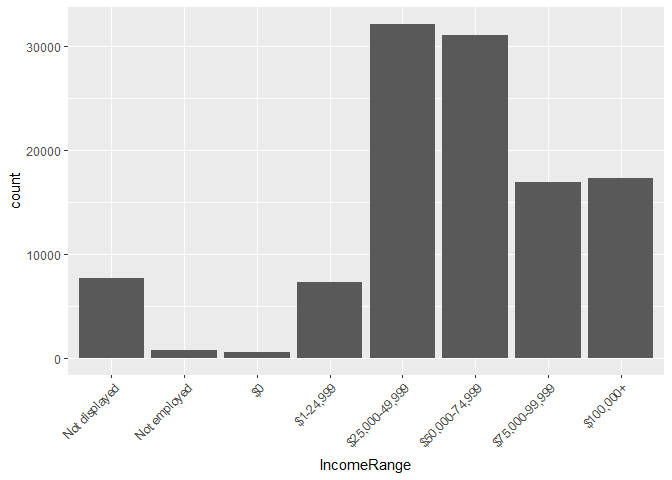 30000
20000
10000
0
count
Not displayed
Not employed
$0
$1-24,999
$25,000-49,999
$50,000-74,999
$75,000-99,999
$100,000+
IncomeRange